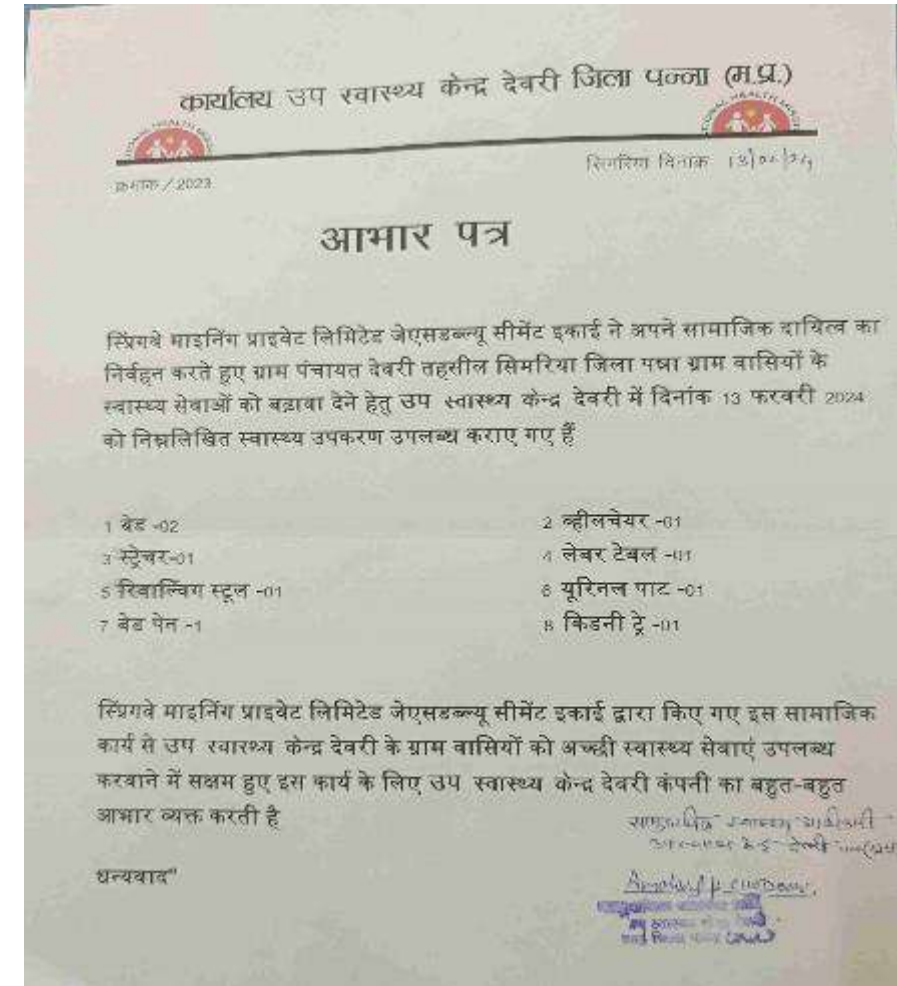 कार्यालय उप स्वास्थ्य केन्द्र देवरी जिला पन्ना (म.प्र.)
सिमरिया दिनांक 13/02/24
क्रमांक / 2023
आभार पत्र
स्प्रिंगवे माइनिंग प्राइवेट लिमिटेड जेएसडब्ल्यू सीमेंट इकाई ने अपने सामाजिक दायित्व का
निर्वहन करते हुए ग्राम पंचायत देवरी तहसील सिमरिया जिला पन्ना ग्राम वासियों के
स्वास्थ्य सेवाओं को बढ़ावा देने हेतु उप स्वास्थ्य केन्द्र देवरी में दिनांक 13 फरवरी 2024
को निम्नलिखित स्वास्थ्य उपकरण उपलब्ध कराए गए हैं
1 बेड -02
2 व्हीलचेयर -01
3 स्ट्रेचर-01
4 लेबर टेबल -01
5 रिवाल्विंग स्टूल -01
6 यूरिनल पाट -01
7 बेड पेन -1
8 किडनी ट्रे -01
स्प्रिंगवे माइनिंग प्राइवेट लिमिटेड जेएसडब्ल्यू सीमेंट इकाई द्वारा किए गए इस सामाजिक
कार्य से उप स्वास्थ्य केन्द्र देवरी के ग्राम वासियों को अच्छी स्वास्थ्य सेवाएं उपलब्ध
करवाने में सक्षम हुए इस कार्य के लिए उप स्वास्थ्य केन्द्र देवरी कंपनी का बहुत-बहुत
आभार व्यक्त करती है
धन्यवाद"